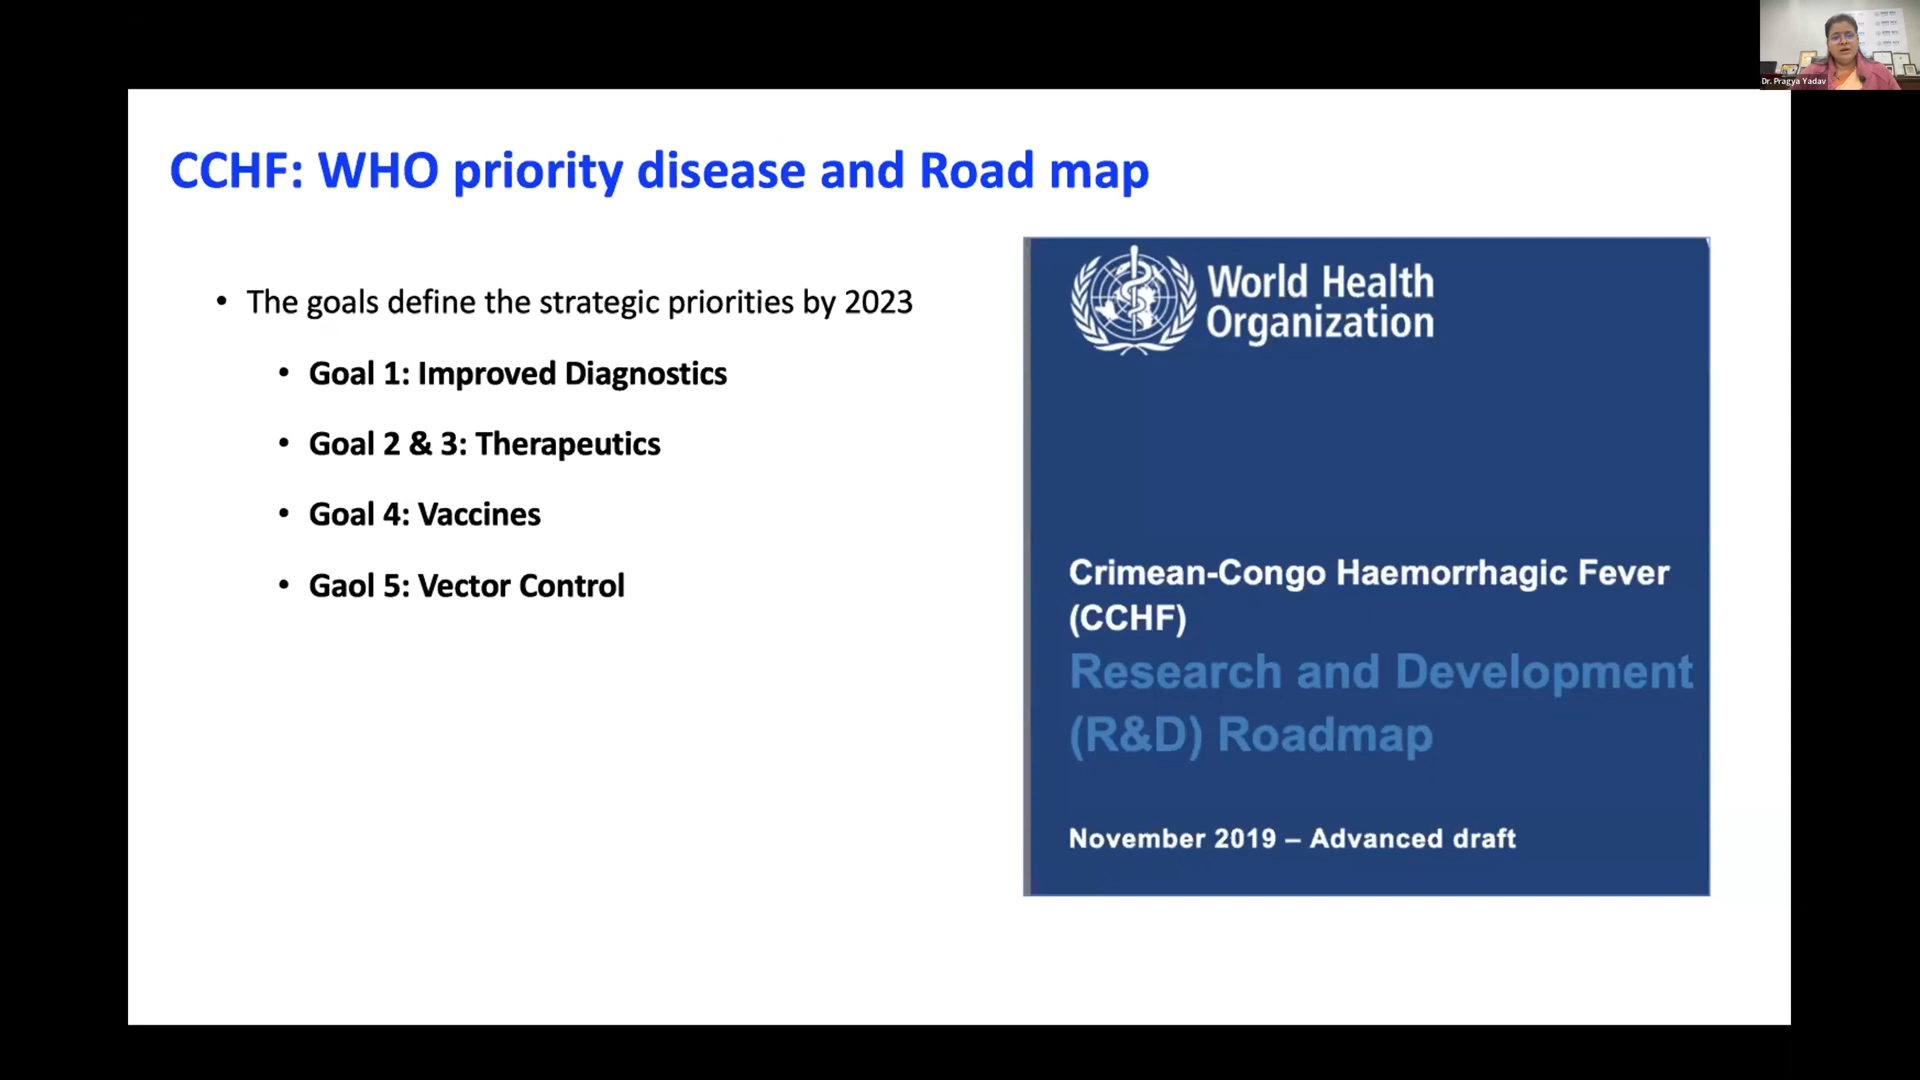 CCHF: WHO priority disease and Road map
• The goals define the strategic priorities by 2023
• Goal 1: Improved Diagnostics
• Goal 2 & 3: Therapeutics
• Goal 4: Vaccines
• Gaol 5: Vector Control
World Health
Organization
Crimean-Congo Haemorrhagic Fever
(CCHF)
Research and Development
(R&D) Roadmap
November 2019 – Advanced draft
Dr. Pragya Yadav